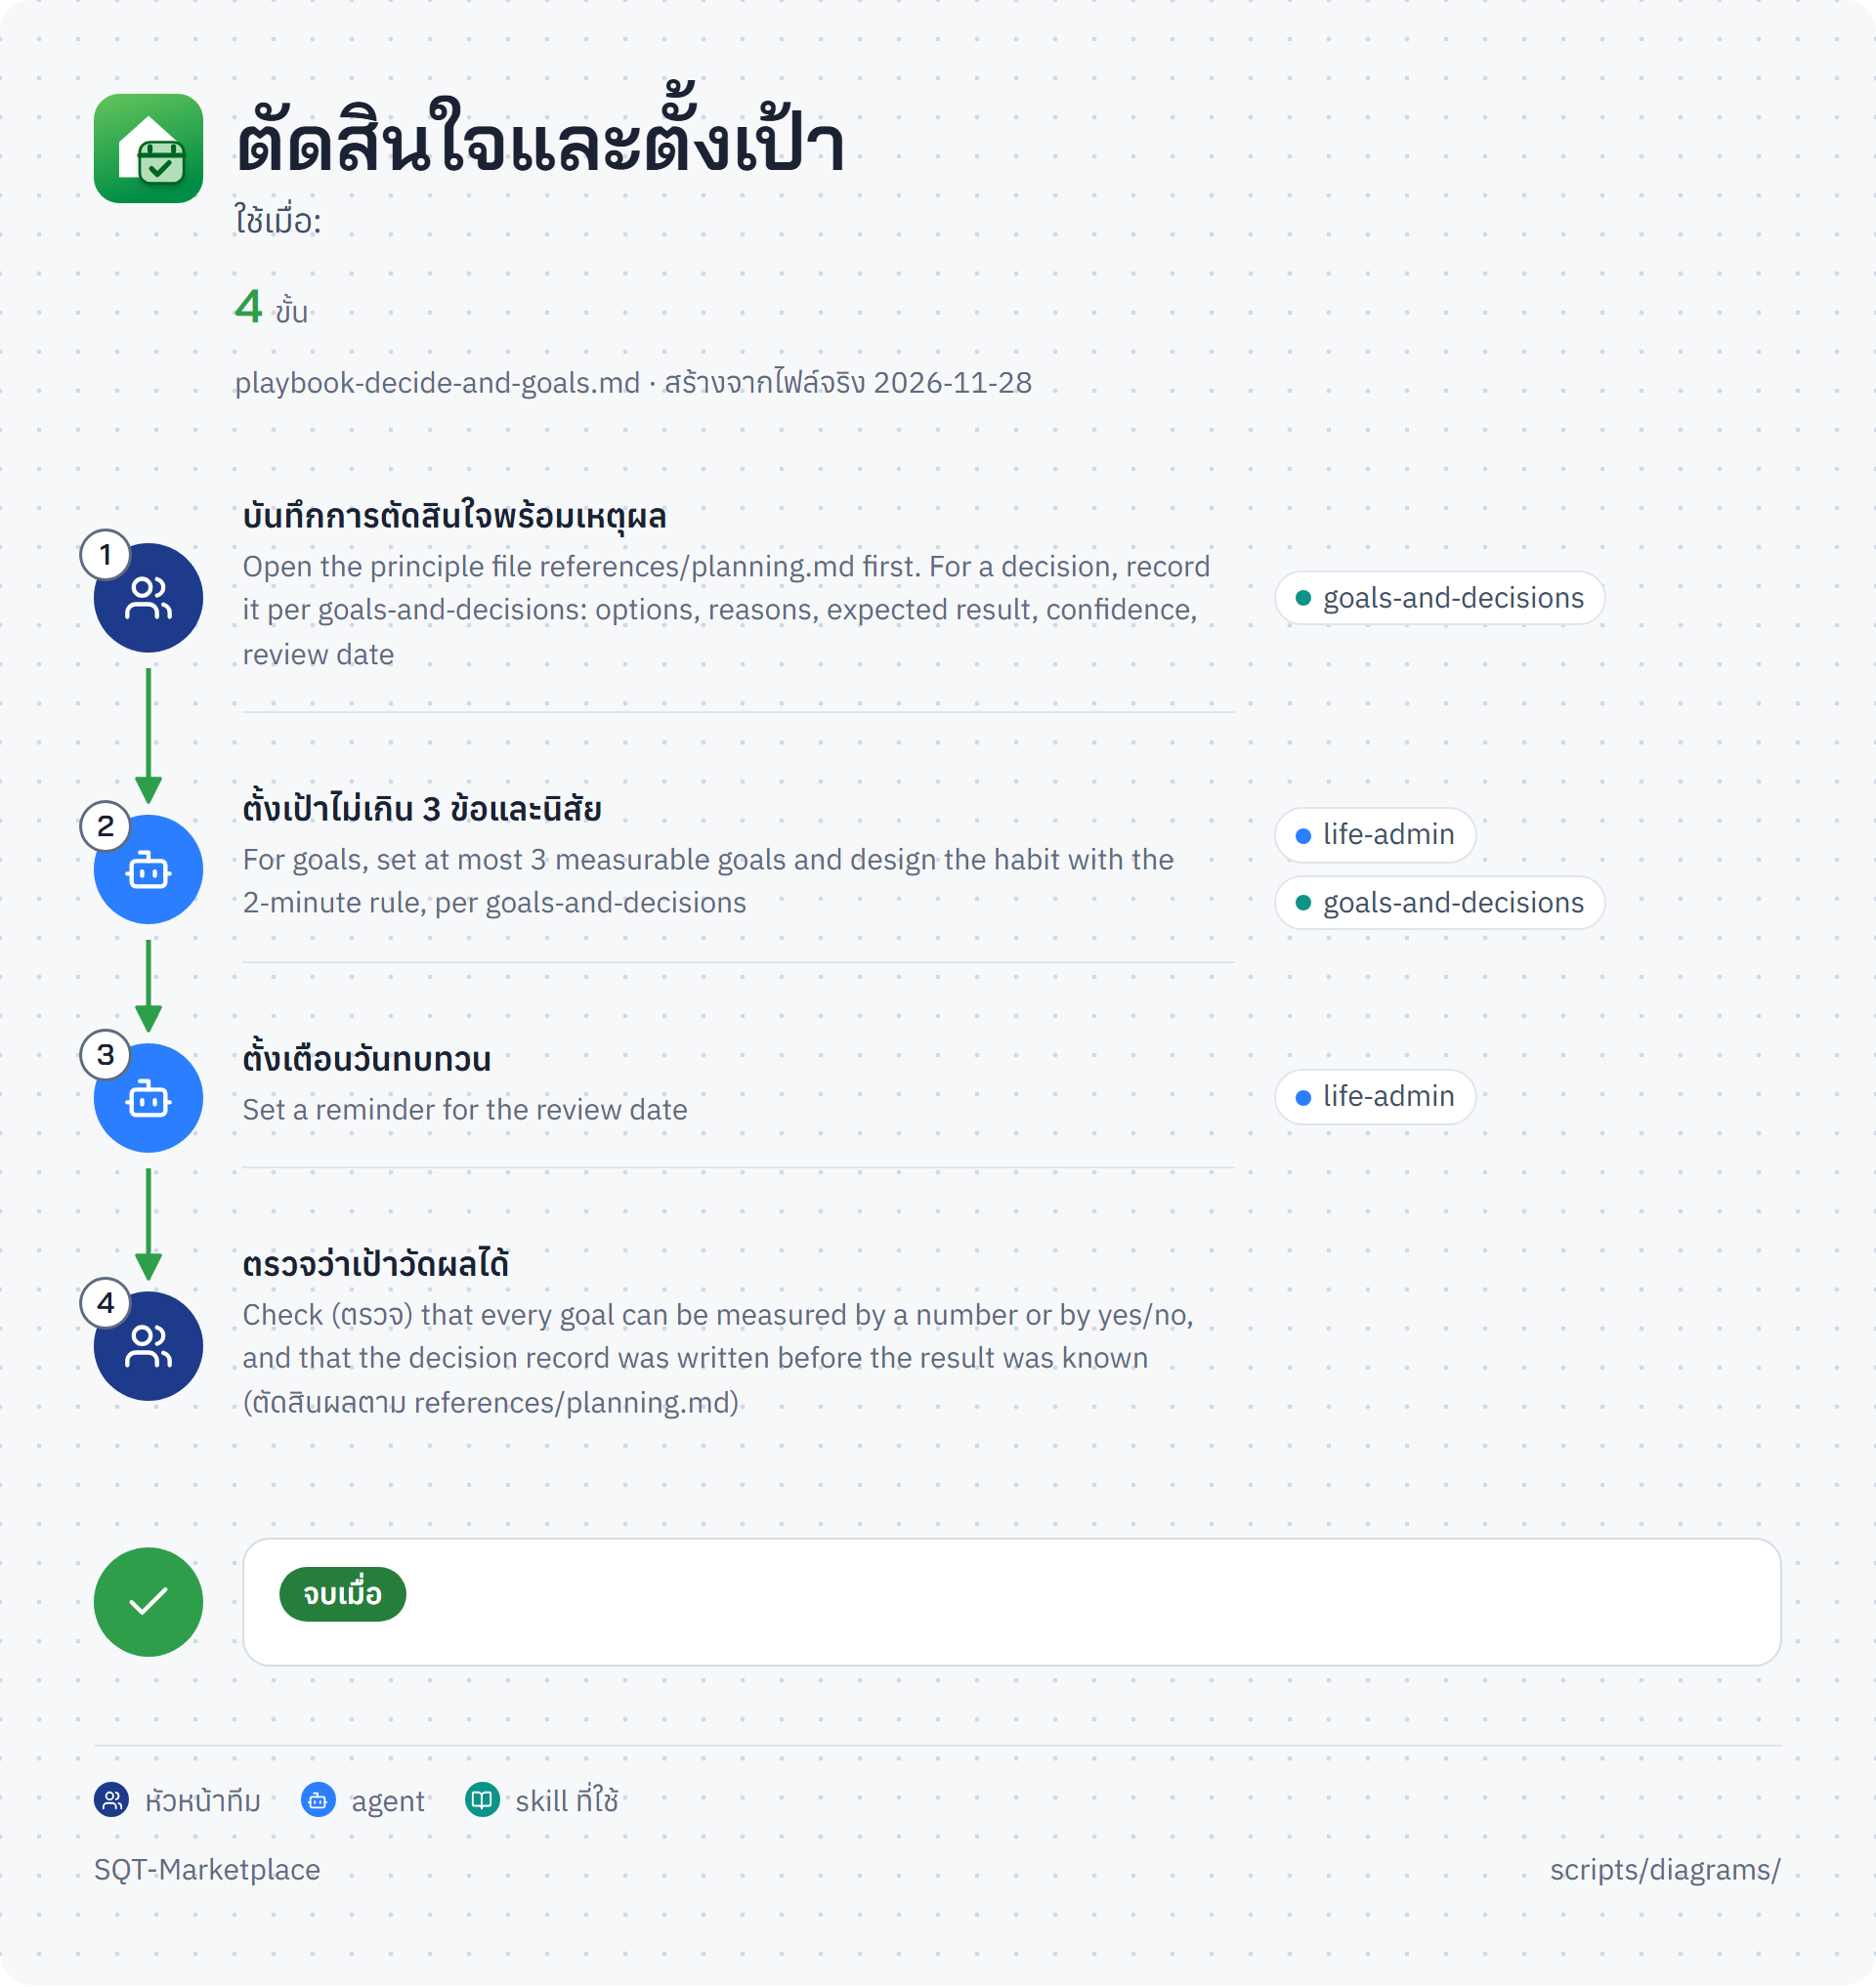 ตัดสินใจและตั้งเป้า
ใช้เมื่อ:
4 ขั้น
playbook-decide-and-goals.md · สร้างจากไฟล์จริง 2026-11-28
1
บันทึกการตัดสินใจพร้อมเหตุผล
Open the principle file references/planning.md first. For a decision, record
it per goals-and-decisions: options, reasons, expected result, confidence,
review date
goals-and-decisions
2
ตั้งเป้าไม่เกิน 3 ข้อและนิสัย
For goals, set at most 3 measurable goals and design the habit with the
2-minute rule, per goals-and-decisions
life-admin
goals-and-decisions
3
ตั้งเตือนวันทบทวน
Set a reminder for the review date
life-admin
4
ตรวจว่าเป้าวัดผลได้
Check (ตรวจ) that every goal can be measured by a number or by yes/no,
and that the decision record was written before the result was known
(ตัดสินผลตาม references/planning.md)
จบเมื่อ
หัวหน้าทีม agent skill ที่ใช้
SQT-Marketplace scripts/diagrams/